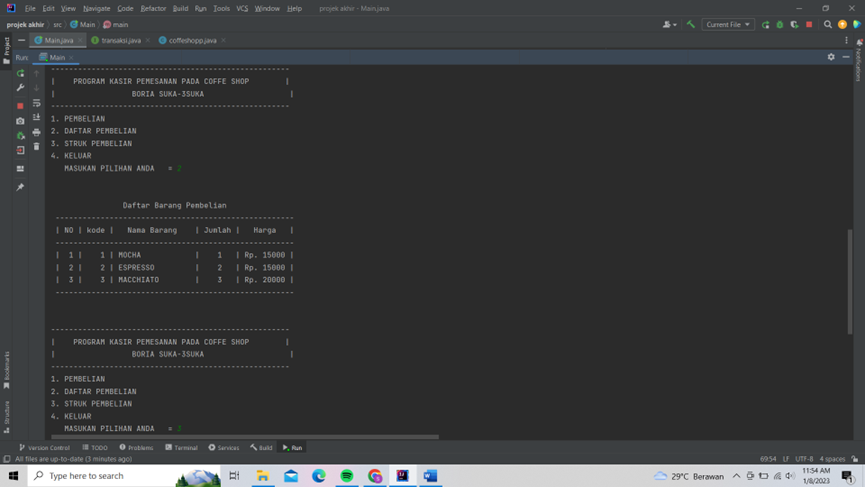 File Edit View Navigate Code Refactor Build Run Tools VCS Window Help projek akhir - Main.java
projek akhir src Main main Current File
Main.java transaksi.java coffeshopp.java
Project
Notifications
Run: Main
--------------------------------------------------------
| PROGRAM KASIR PEMESANAN PADA COFFE SHOP |
| BORIA SUKA-3SUKA |
--------------------------------------------------------
1. PEMBELIAN
2. DAFTAR PEMBELIAN
3. STRUK PEMBELIAN
4. KELUAR
MASUKAN PILIHAN ANDA = 2
Daftar Barang Pembelian
--------------------------------------------------------
| NO | kode | Nama Barang | Jumlah | Harga |
--------------------------------------------------------
| 1 | 1 | MOCHA | 1 | Rp. 15000 |
| 2 | 2 | ESPRESSO | 2 | Rp. 15000 |
| 3 | 3 | MACCHIATO | 3 | Rp. 20000 |
--------------------------------------------------------
--------------------------------------------------------
| PROGRAM KASIR PEMESANAN PADA COFFE SHOP |
| BORIA SUKA-3SUKA |
--------------------------------------------------------
1. PEMBELIAN
2. DAFTAR PEMBELIAN
3. STRUK PEMBELIAN
4. KELUAR
MASUKAN PILIHAN ANDA = 3
Bookmarks
Structure
Version Control TODO Problems Terminal Services Build Run
All files are up-to-date (3 minutes ago) 69:54 LF UTF-8 4 spaces
Type here to search 29°C Berawan 11:54 AM
1/8/2023